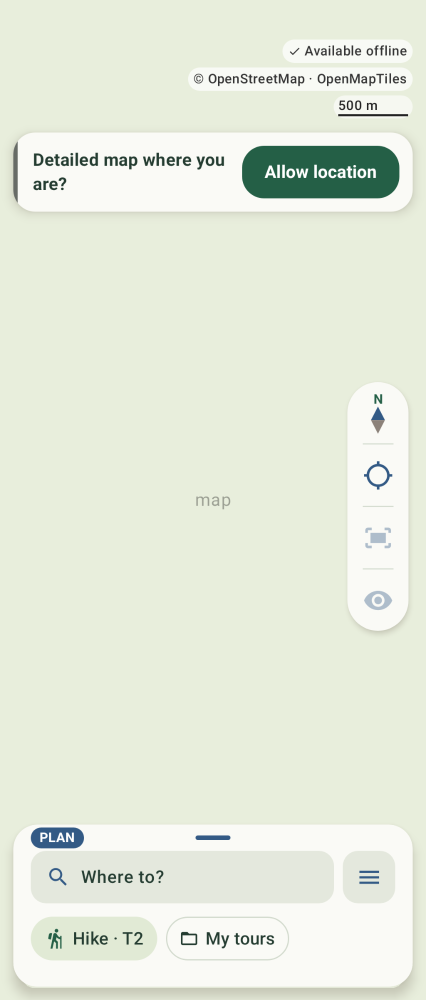 ✓ Available offline
© OpenStreetMap · OpenMapTiles
500 m
Detailed map where you
are?
Allow location
N
map
PLAN
Where to?
Hike · T2
My tours